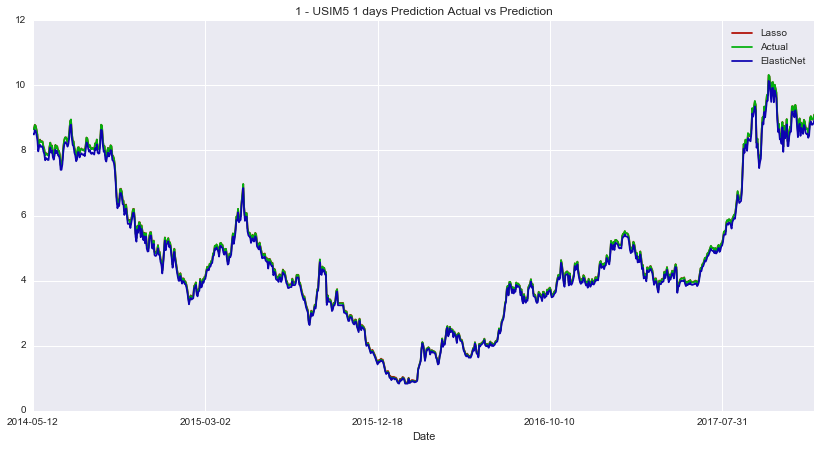 1 - USIM5 1 days Prediction Actual vs Prediction
12
10
8
6
4
2
0
Lasso
Actual
ElasticNet
2014-05-12
2015-03-02
2015-12-18
2016-10-10
2017-07-31
Date